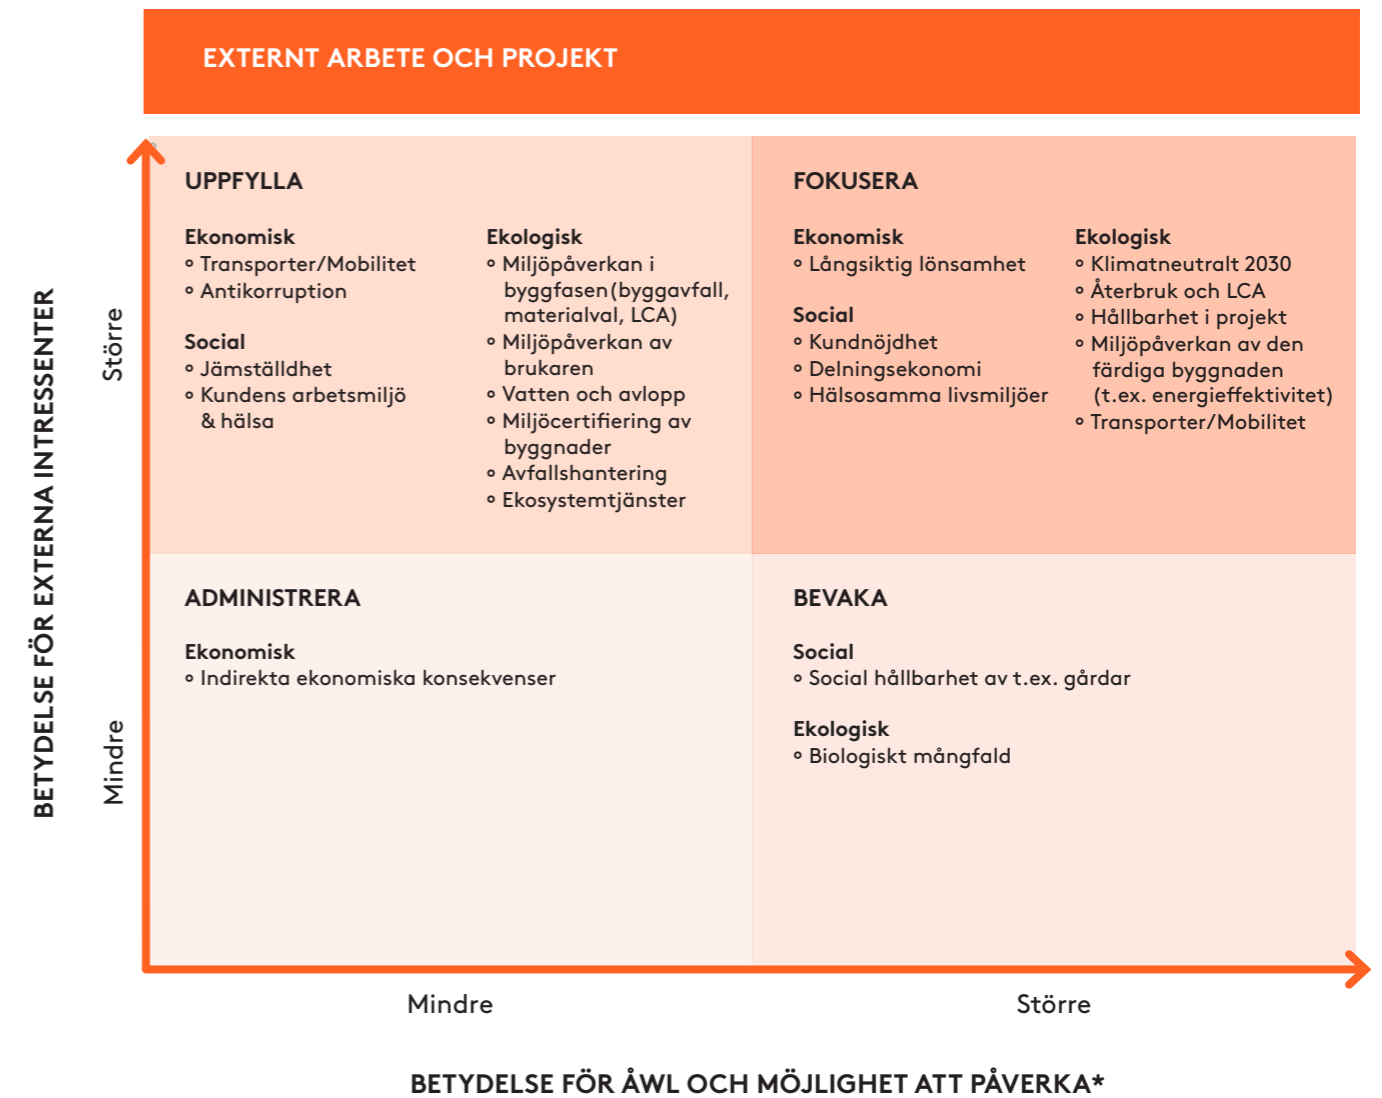 EXTERNT ARBETE OCH PROJEKT
BETYDELSE FÖR EXTERNA INTRESSENTER
Större
Mindre
UPPFYLLA
Ekonomisk
Transporter/Mobilitet
Antikorruption
Social
Jämställdhet
Kundens arbetsmiljö
& hälsa
Ekologisk
Miljöpåverkan i
byggfasen(byggavfall,
materialval, LCA)
Miljöpåverkan av
brukaren
Vatten och avlopp
Miljöcertifiering av
byggnader
Avfallshantering
Ekosystemtjänster
FOKUSERA
Ekonomisk
Långsiktig lönsamhet
Social
Kundnöjdhet
Delningsekonomi
Hälsosamma livsmiljöer
Ekologisk
Klimatneutralt 2030
Återbruk och LCA
Hållbarhet i projekt
Miljöpåverkan av den
färdiga byggnaden
(t.ex. energieffektivitet)
Transporter/Mobilitet
ADMINISTRERA
Ekonomisk
Indirekta ekonomiska konsekvenser
BEVAKA
Social
Social hållbarhet av t.ex. gårdar
Ekologisk
Biologiskt mångfald
Mindre
Större
BETYDELSE FÖR ÅWL OCH MÖJLIGHET ATT PÅVERKA*